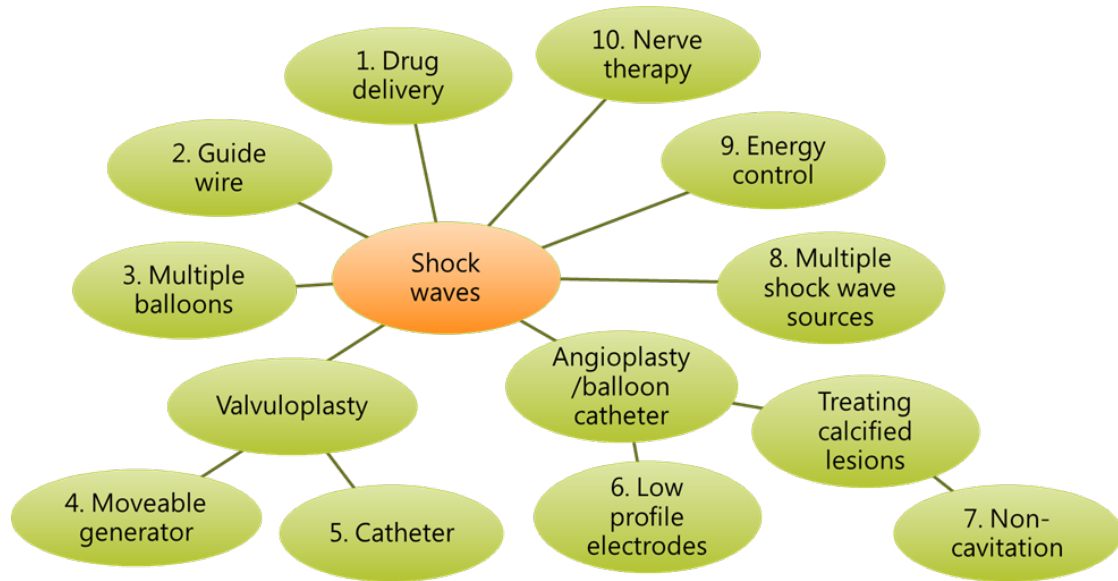 1. Drug
delivery
10. Nerve
therapy
2. Guide
wire
9. Energy
control
Shock
waves
3. Multiple
balloons
8. Multiple
shock wave
sources
Valvuloplasty
Angioplasty
/balloon
catheter
Treating
calcified
lesions
4. Moveable
generator
5. Catheter
6. Low
profile
electrodes
7. Non-
cavitation